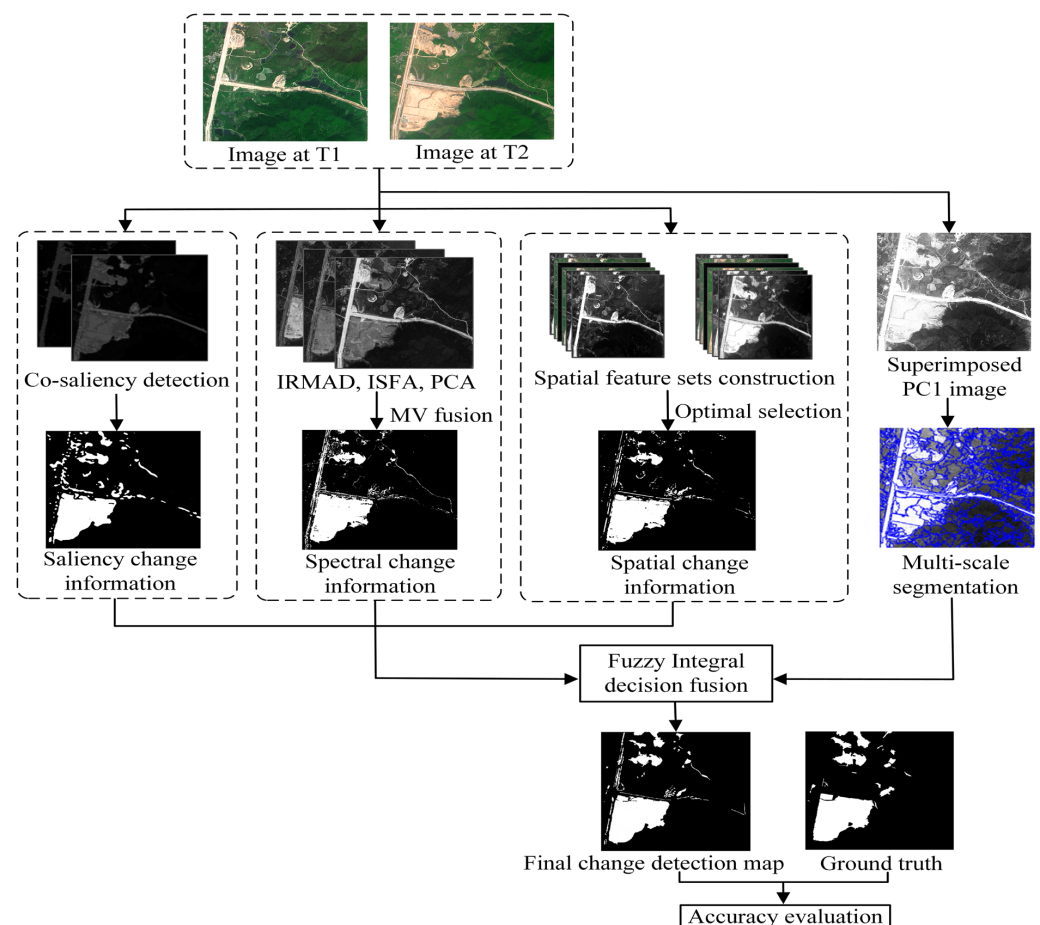 Image at T1
Image at T2
Co-saliency detection
IRMAD, ISFA, PCA
MV fusion
Spatial feature sets construction
Optimal selection
Superimposed
PC1 image
Saliency change
information
Spectral change
information
Spatial change
information
Multi-scale
segmentation
Fuzzy Integral
decision fusion
Final change detection map
Ground truth
Accuracy evaluation